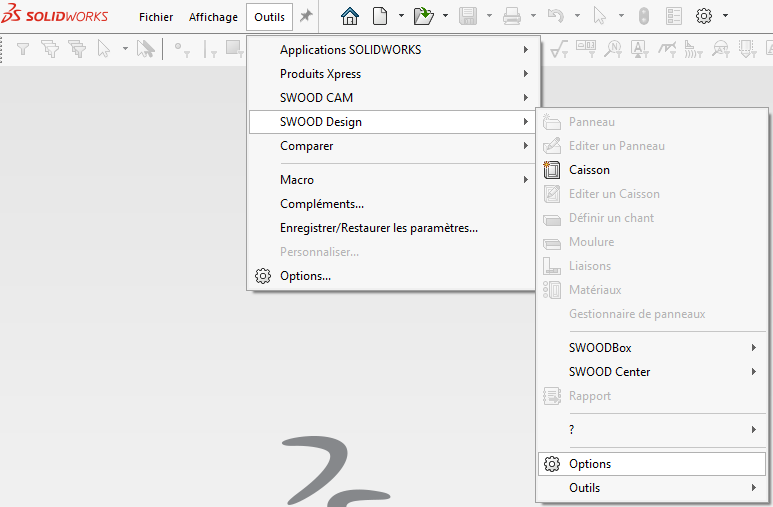 SOLIDWORKS Fichier Affichage Outils
Applications SOLIDWORKS
Produits Xpress
SWOOD CAM
SWOOD Design
Comparer
Macro
Compléments...
Enregistrer/Restaurer les paramètres...
Personnaliser...
Options...
Panneau
Editer un Panneau
Caisson
Editer un Caisson
Définir un chant
Moulure
Liaisons
Matériaux
Gestionnaire de panneaux
SWOODBox
SWOOD Center
Rapport
?
Options
Outils